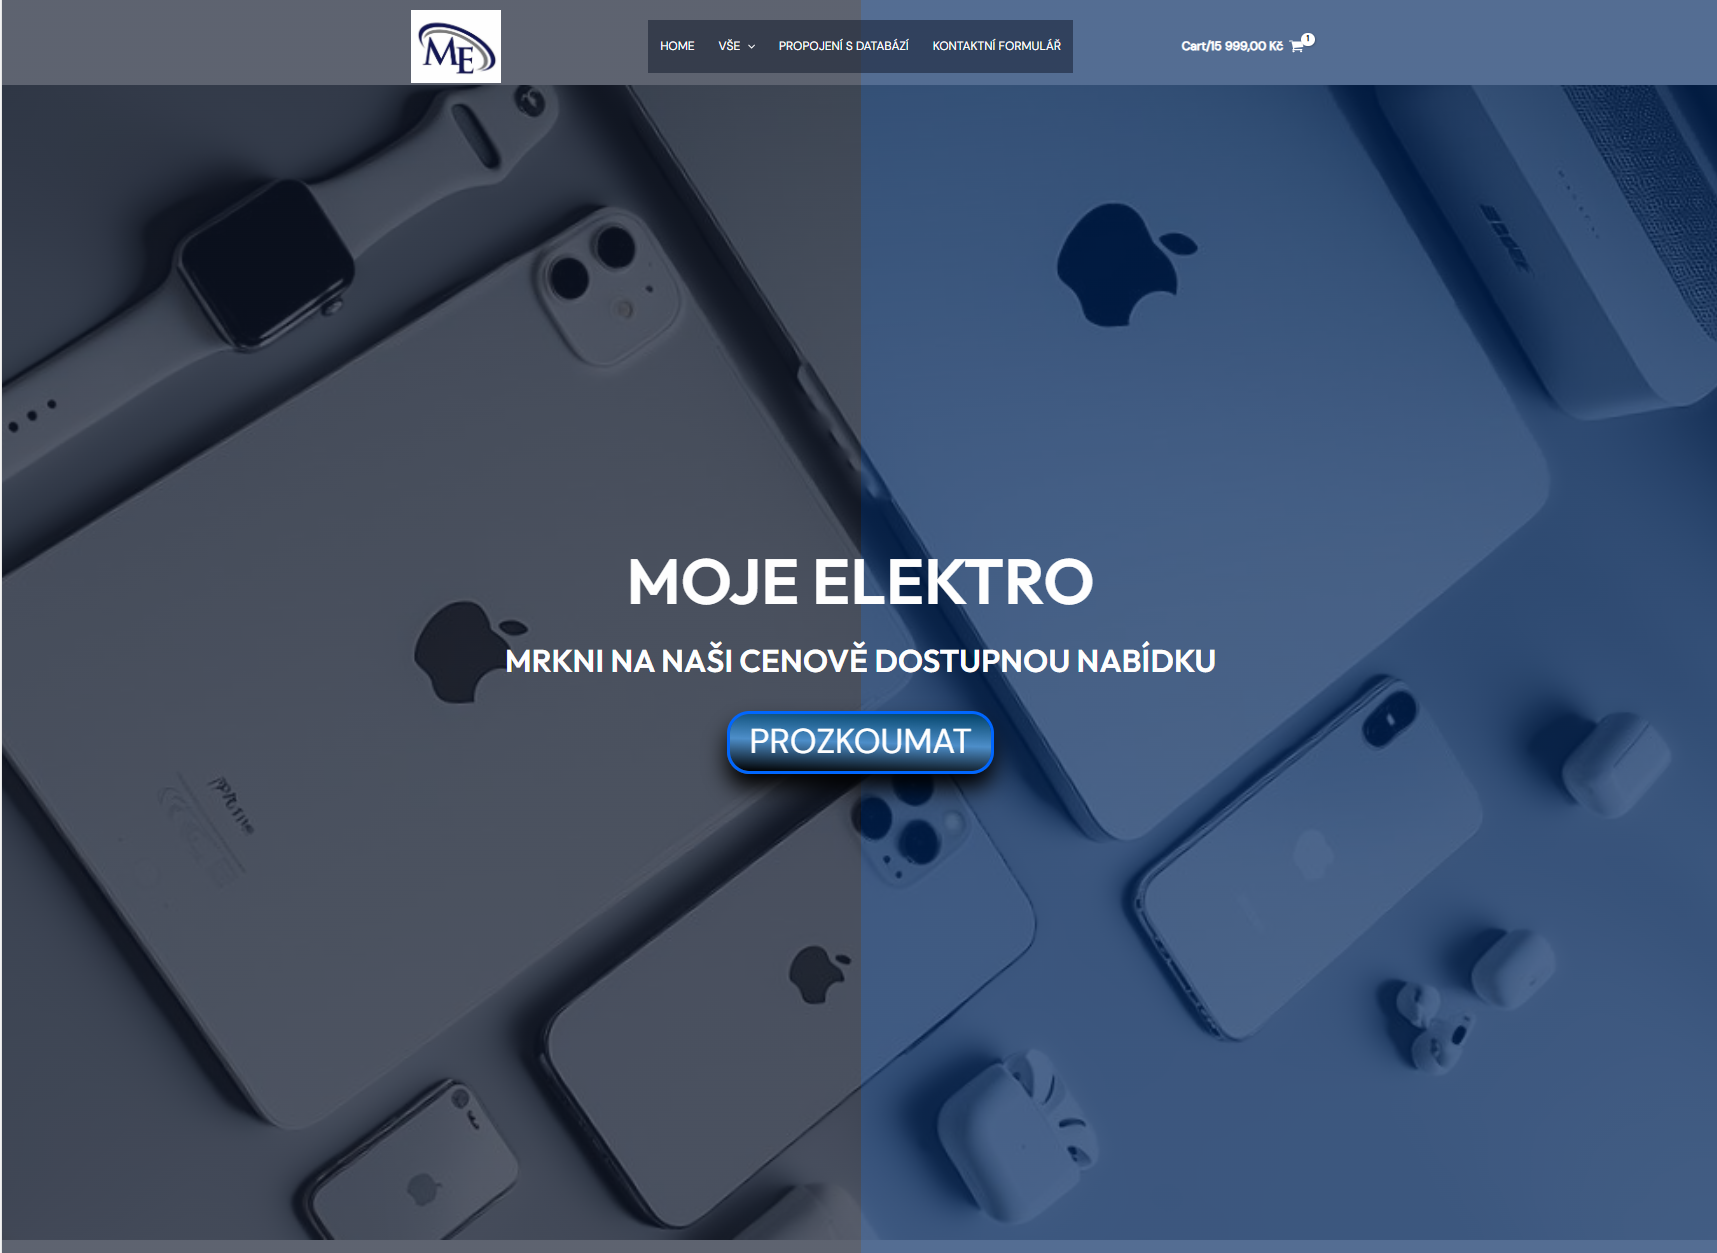 ME
HOME VŠE PROPOJENÍ S DATABÁZÍ KONTAKTNÍ FORMULÁŘ
Cart/15 999,00 Kč 1
MOJE ELEKTRO
MRKNI NA NAŠI CENOVĚ DOSTUPNOU NABÍDKU
PROZKOUMAT